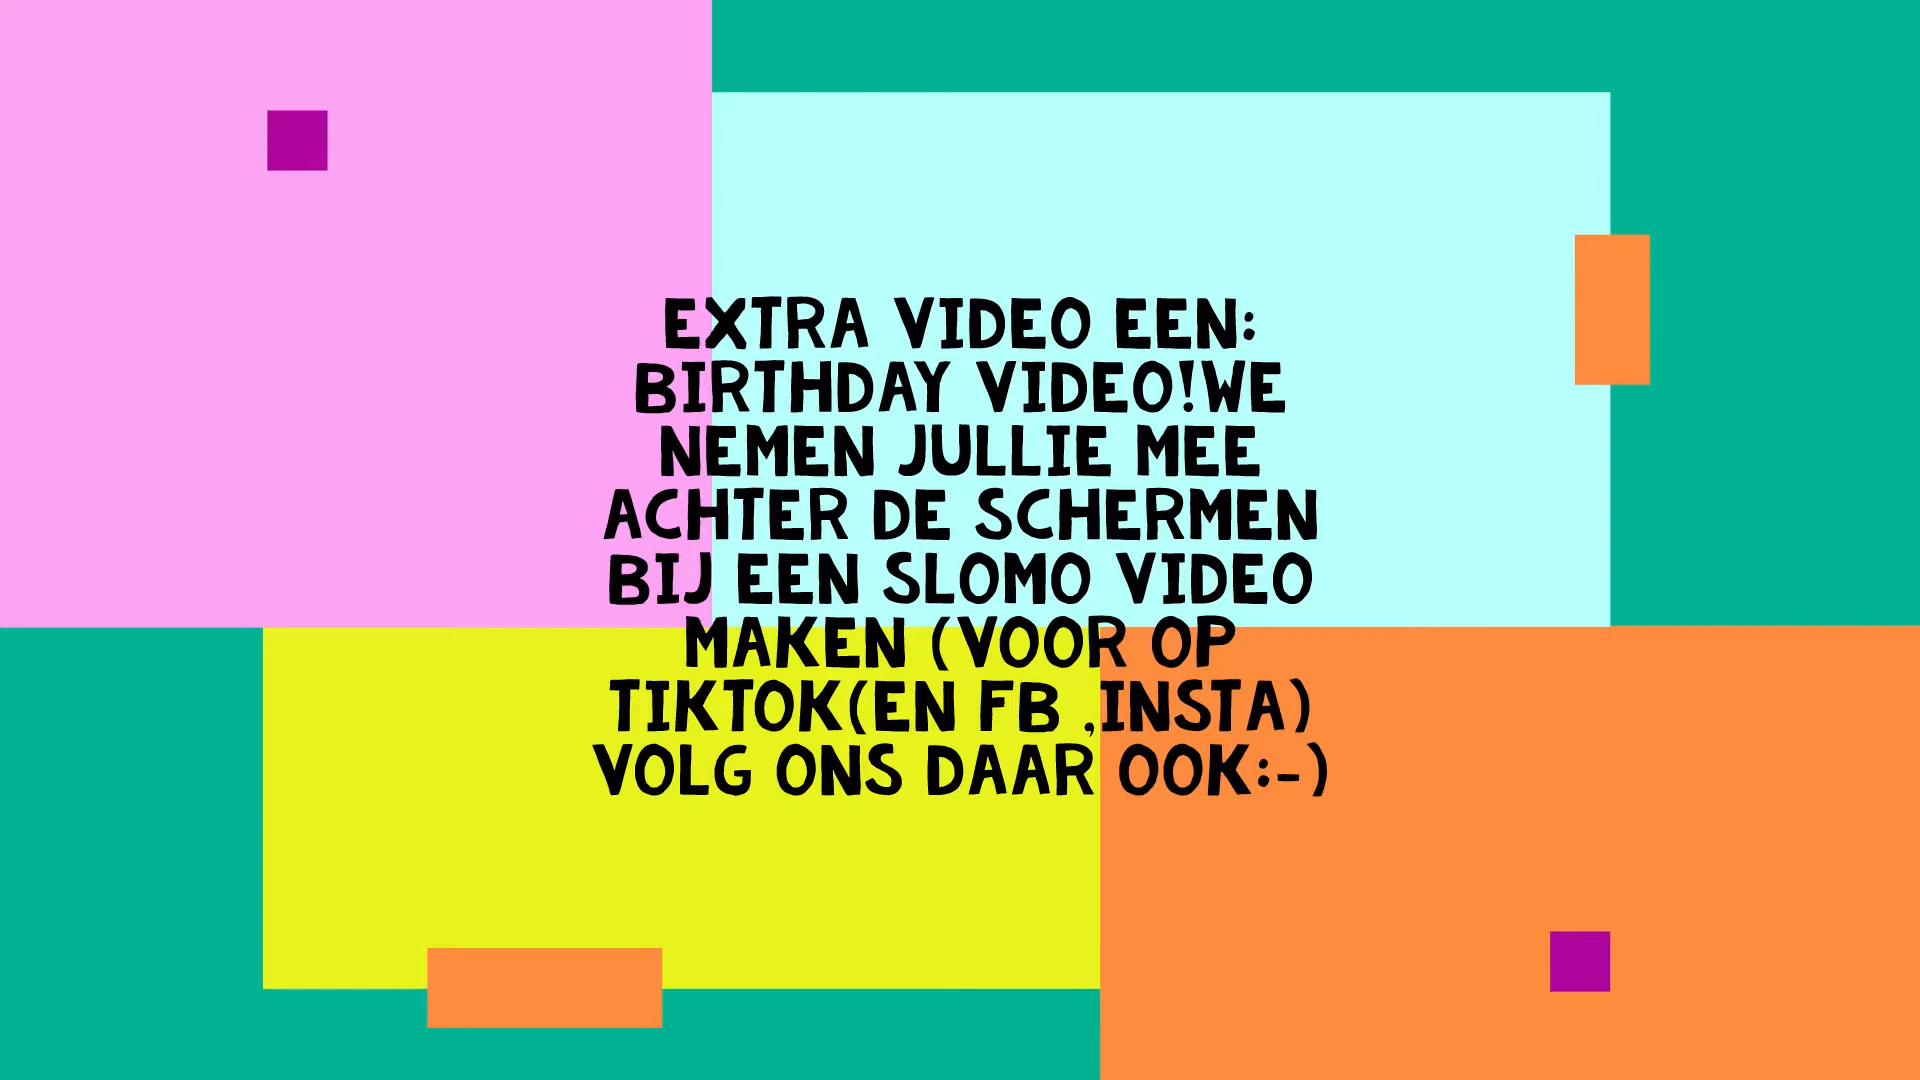 EXTRA VIDEO EEN:
BIRTHDAY VIDEO!WE
NEMEN JULLIE MEE
ACHTER DE SCHERMEN
BIJ EEN SLOMO VIDEO
MAKEN (VOOR OP
TIKTOK(EN FB ,INSTA)
VOLG ONS DAAR OOK:-)